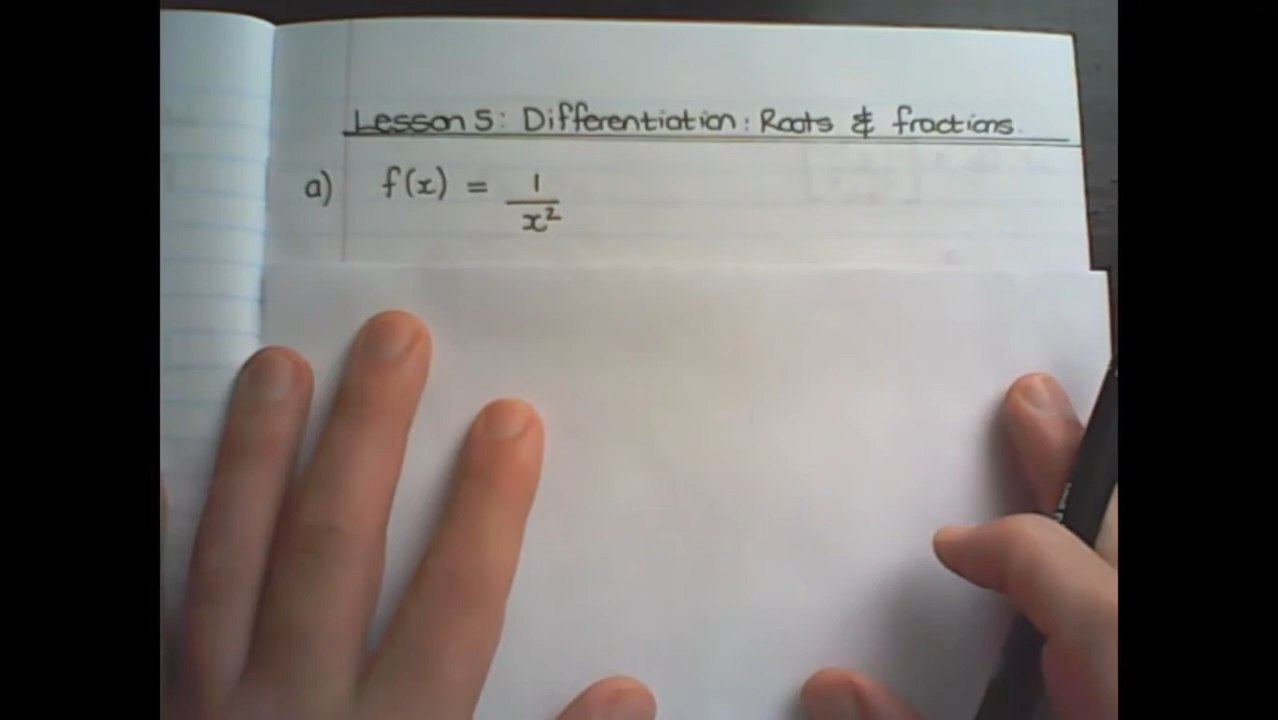 Lesson 5: Differentiation: Roots & fractions.
a) f(x) = 1/x²